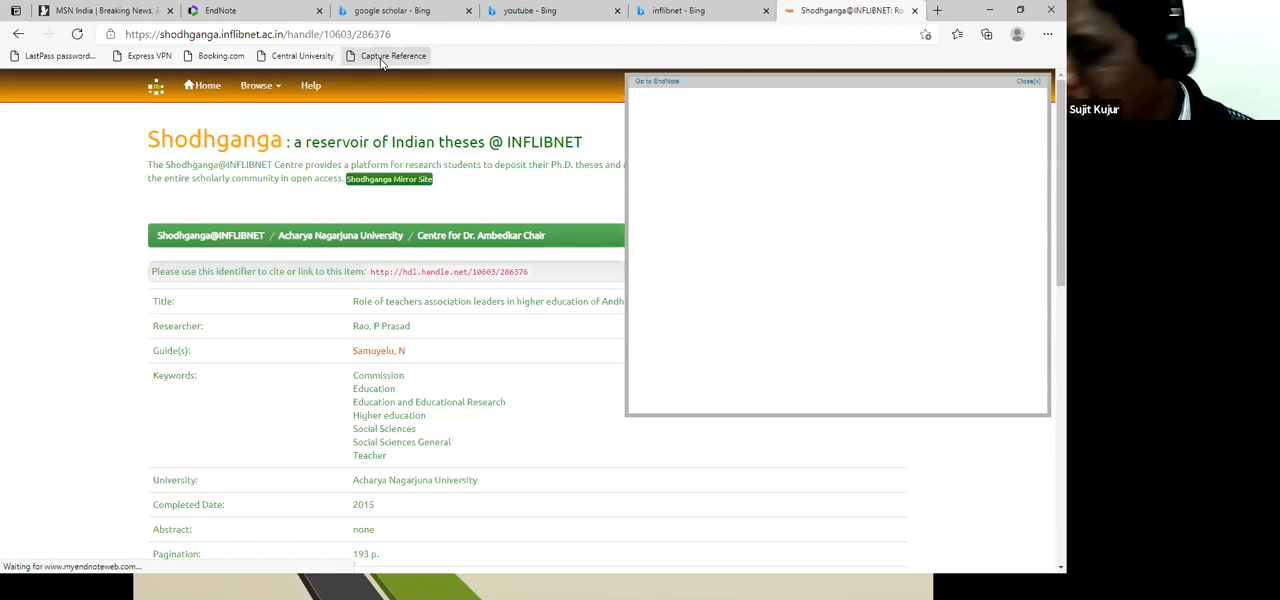 MSN India | Breaking News, E
EndNote
google scholar - Bing
youtube - Bing
inflibnet - Bing
Shodhganga@INFLIBNET: Ro
https://shodhganga.inflibnet.ac.in/handle/10603/286376
LastPass password...
Express VPN
Booking.com
Central University
Capture Reference
Sujit Kujur
Home
Browse
Help
Go to EndNote
Close(x)
Shodhganga : a reservoir of Indian theses @ INFLIBNET
The Shodhganga@INFLIBNET Centre provides a platform for research students to deposit their Ph.D. theses and
the entire scholarly community in open access. Shodhganga Mirror Site
Shodhganga@INFLIBNET / Acharya Nagarjuna University / Centre for Dr. Ambedkar Chair
Please use this identifier to cite or link to this item: http://hdl.handle.net/10603/286376
Title: Role of teachers association leaders in higher education of Andh
Researcher: Rao, P Prasad
Guide(s): Samuyelu, N
Keywords: Commission
Education
Education and Educational Research
Higher education
Social Sciences
Social Sciences General
Teacher
University: Acharya Nagarjuna University
Completed Date: 2015
Abstract: none
Pagination: 193 p.
Waiting for www.myendnoteweb.com...